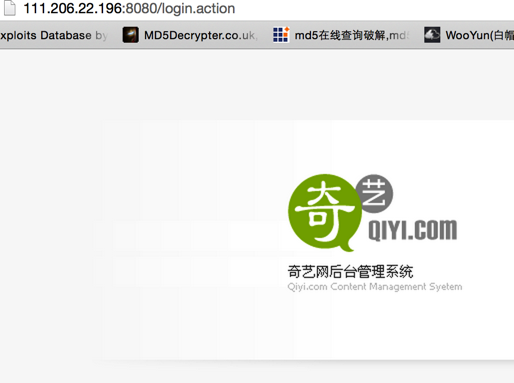 111.206.22.196:8080/login.action
xploits Database by
MD5Decrypter.co.uk,
md5在线查询破解,md5
WooYun(白帽
奇艺
QIYI.com
奇艺网后台管理系统
Qiyi.com Content Management Syetem